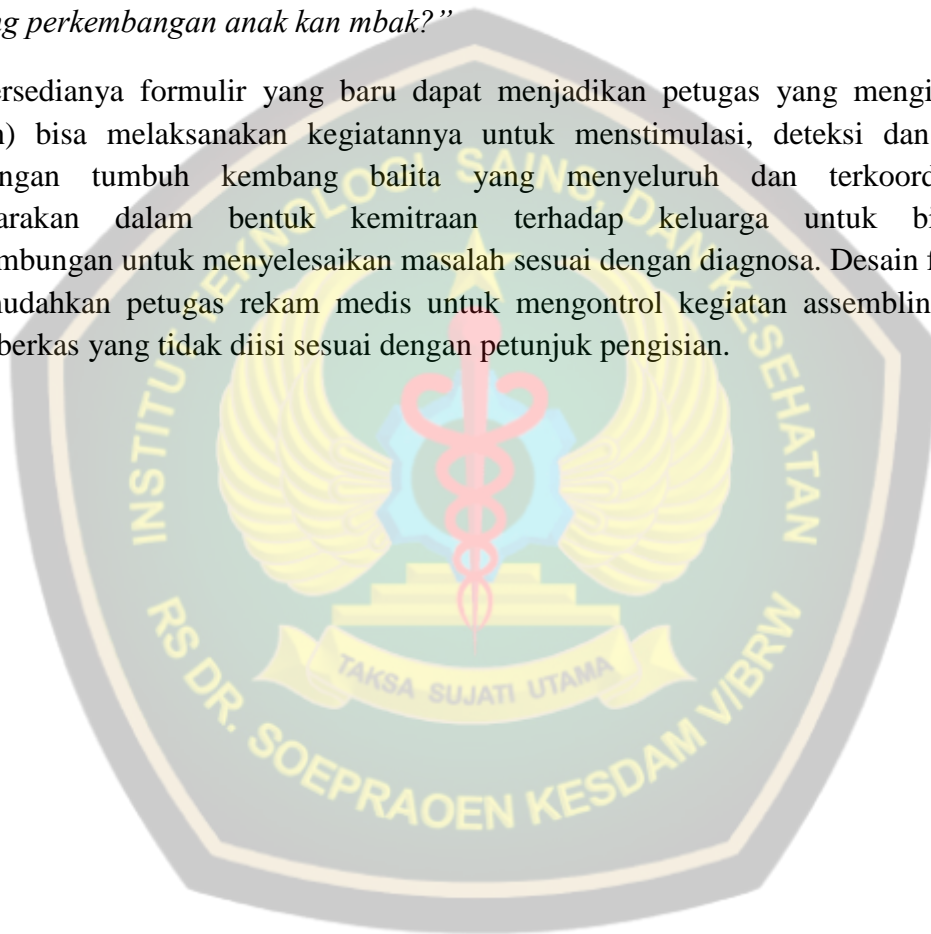 ng perkembangan anak kan mbak?”
ersedianya formulir yang baru dapat menjadikan petugas yang mengi
) bisa melaksanakan kegiatannya untuk menstimulasi, deteksi dan
ngan tumbuh kembang balita yang menyeluruh dan terkoord
arakan dalam bentuk kemitraan terhadap keluarga untuk bi
mbungan untuk menyelesaikan masalah sesuai dengan diagnosa. Desain f
udahkan petugas rekam medis untuk mengontrol kegiatan assemblin
berkas yang tidak diisi sesuai dengan petunjuk pengisian.
INSTITUT TEKNOLOGI, SAINS, DAN KESEHATAN
TAKSA SUJATI UTAMA
RS DR. SOEPRAOEN KESDAM V/BRW